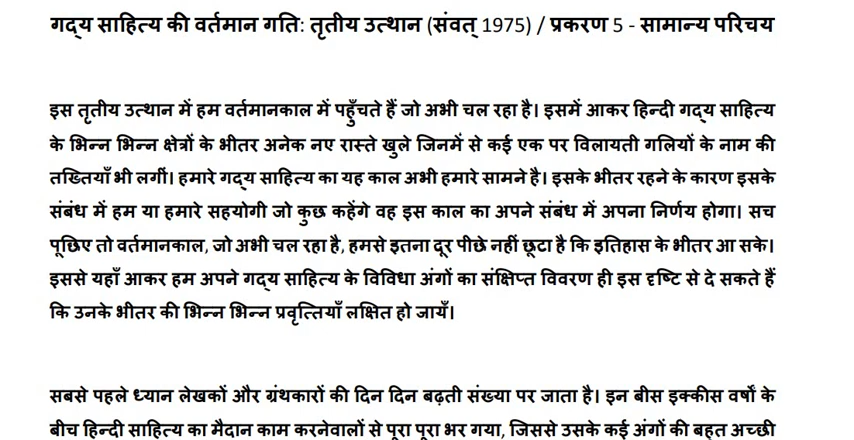 गद्य साहित्य की वर्तमान गति: तृतीय उत्थान (संवत् 1975) / प्रकरण 5 - सामान्य परिचय
इस तृतीय उत्थान में हम वर्तमानकाल में पहुँचते हैं जो अभी चल रहा है। इसमें आकर हिन्दी गद्य साहित्य
के भिन्न भिन्न क्षेत्रों के भीतर अनेक नए रास्ते खुले जिनमें से कई एक पर विलायती गलियों के नाम की
तख्तियाँ भी लगीं। हमारे गद्य साहित्य का यह काल अभी हमारे सामने है। इसके भीतर रहने के कारण इसके
संबंध में हम या हमारे सहयोगी जो कुछ कहेंगे वह इस काल का अपने संबंध में अपना निर्णय होगा। सच
पूछिए तो वर्तमानकाल, जो अभी चल रहा है, हमसे इतना दूर पीछे नहीं छूटा है कि इतिहास के भीतर आ सके।
इससे यहाँ आकर हम अपने गद्य साहित्य के विविधा अंगों का संक्षिप्त विवरण ही इस दृष्टि से दे सकते हैं
कि उनके भीतर की भिन्न भिन्न प्रवृत्तियाँ लक्षित हो जायँ।
सबसे पहले ध्यान लेखकों और ग्रंथकारों की दिन दिन बढ़ती संख्या पर जाता है। इन बीस इक्कीस वर्षों के
बीच हिन्दी साहित्य का मैदान काम करनेवालों से पूरा पूरा भर गया, जिससे उसके कई अंगों की बहुत अच्छी